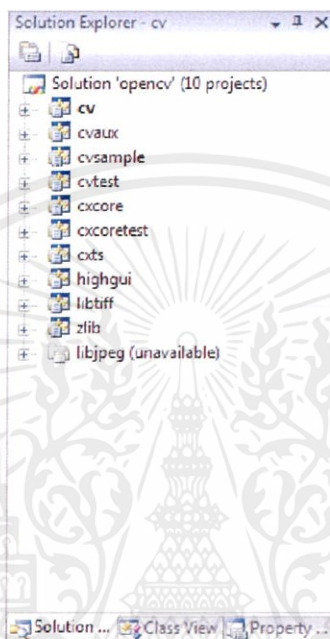 Solution Explorer - cv
Solution 'opencv' (10 projects)
cv
cvaux
cvsample
cvtest
cxcore
cxcoretest
cxts
highgui
libtiff
zlib
libjpeg (unavailable)
Solution ... Class View Property ...